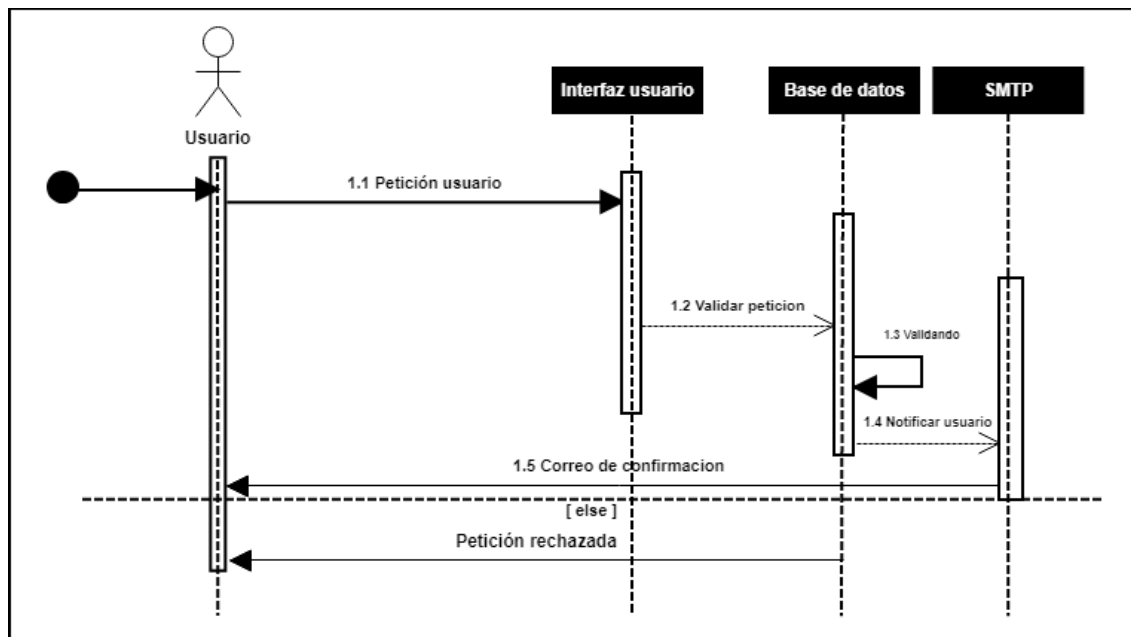 Usuario
Interfaz usuario
Base de datos
SMTP
1.1 Petición usuario
1.2 Validar peticion
1.3 Validando
1.4 Notificar usuario
1.5 Correo de confirmacion
[ else ]
Petición rechazada